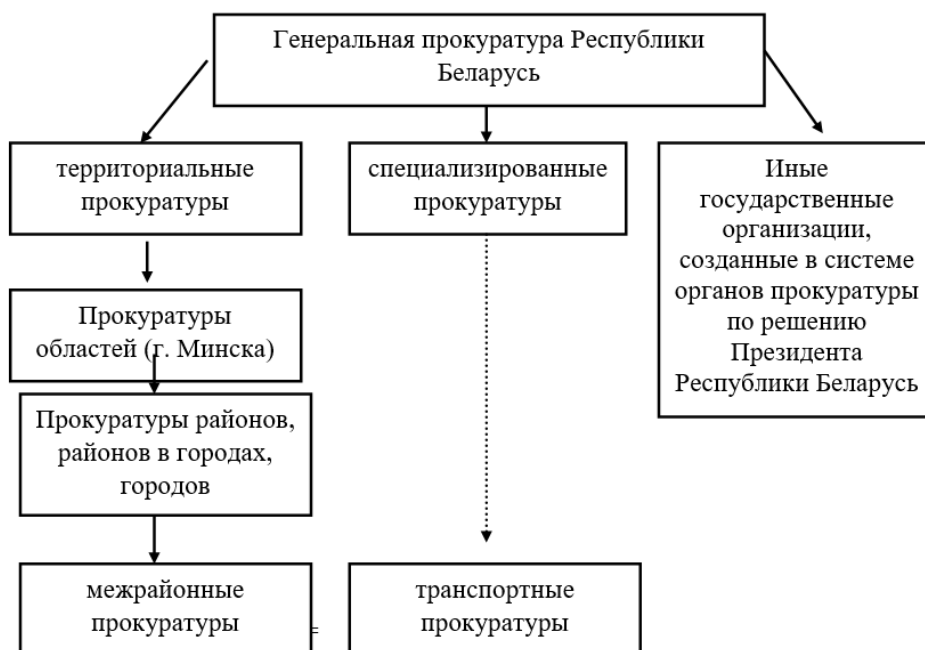 Генеральная прокуратура Республики
Беларусь
территориальные
прокуратуры
специализированные
прокуратуры
Иные
государственные
организации,
созданные в системе
органов прокуратуры
по решению
Президента
Республики Беларусь
Прокуратуры
областей (г. Минска)
Прокуратуры районов,
районов в городах,
городов
межрайонные
прокуратуры
=
транспортные
прокуратуры